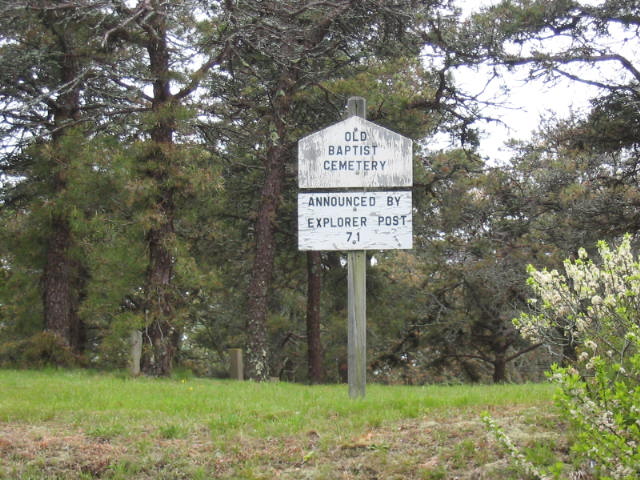 OLD
BAPTIST
CEMETERY
ANNOUNCED BY
EXPLORER POST
71